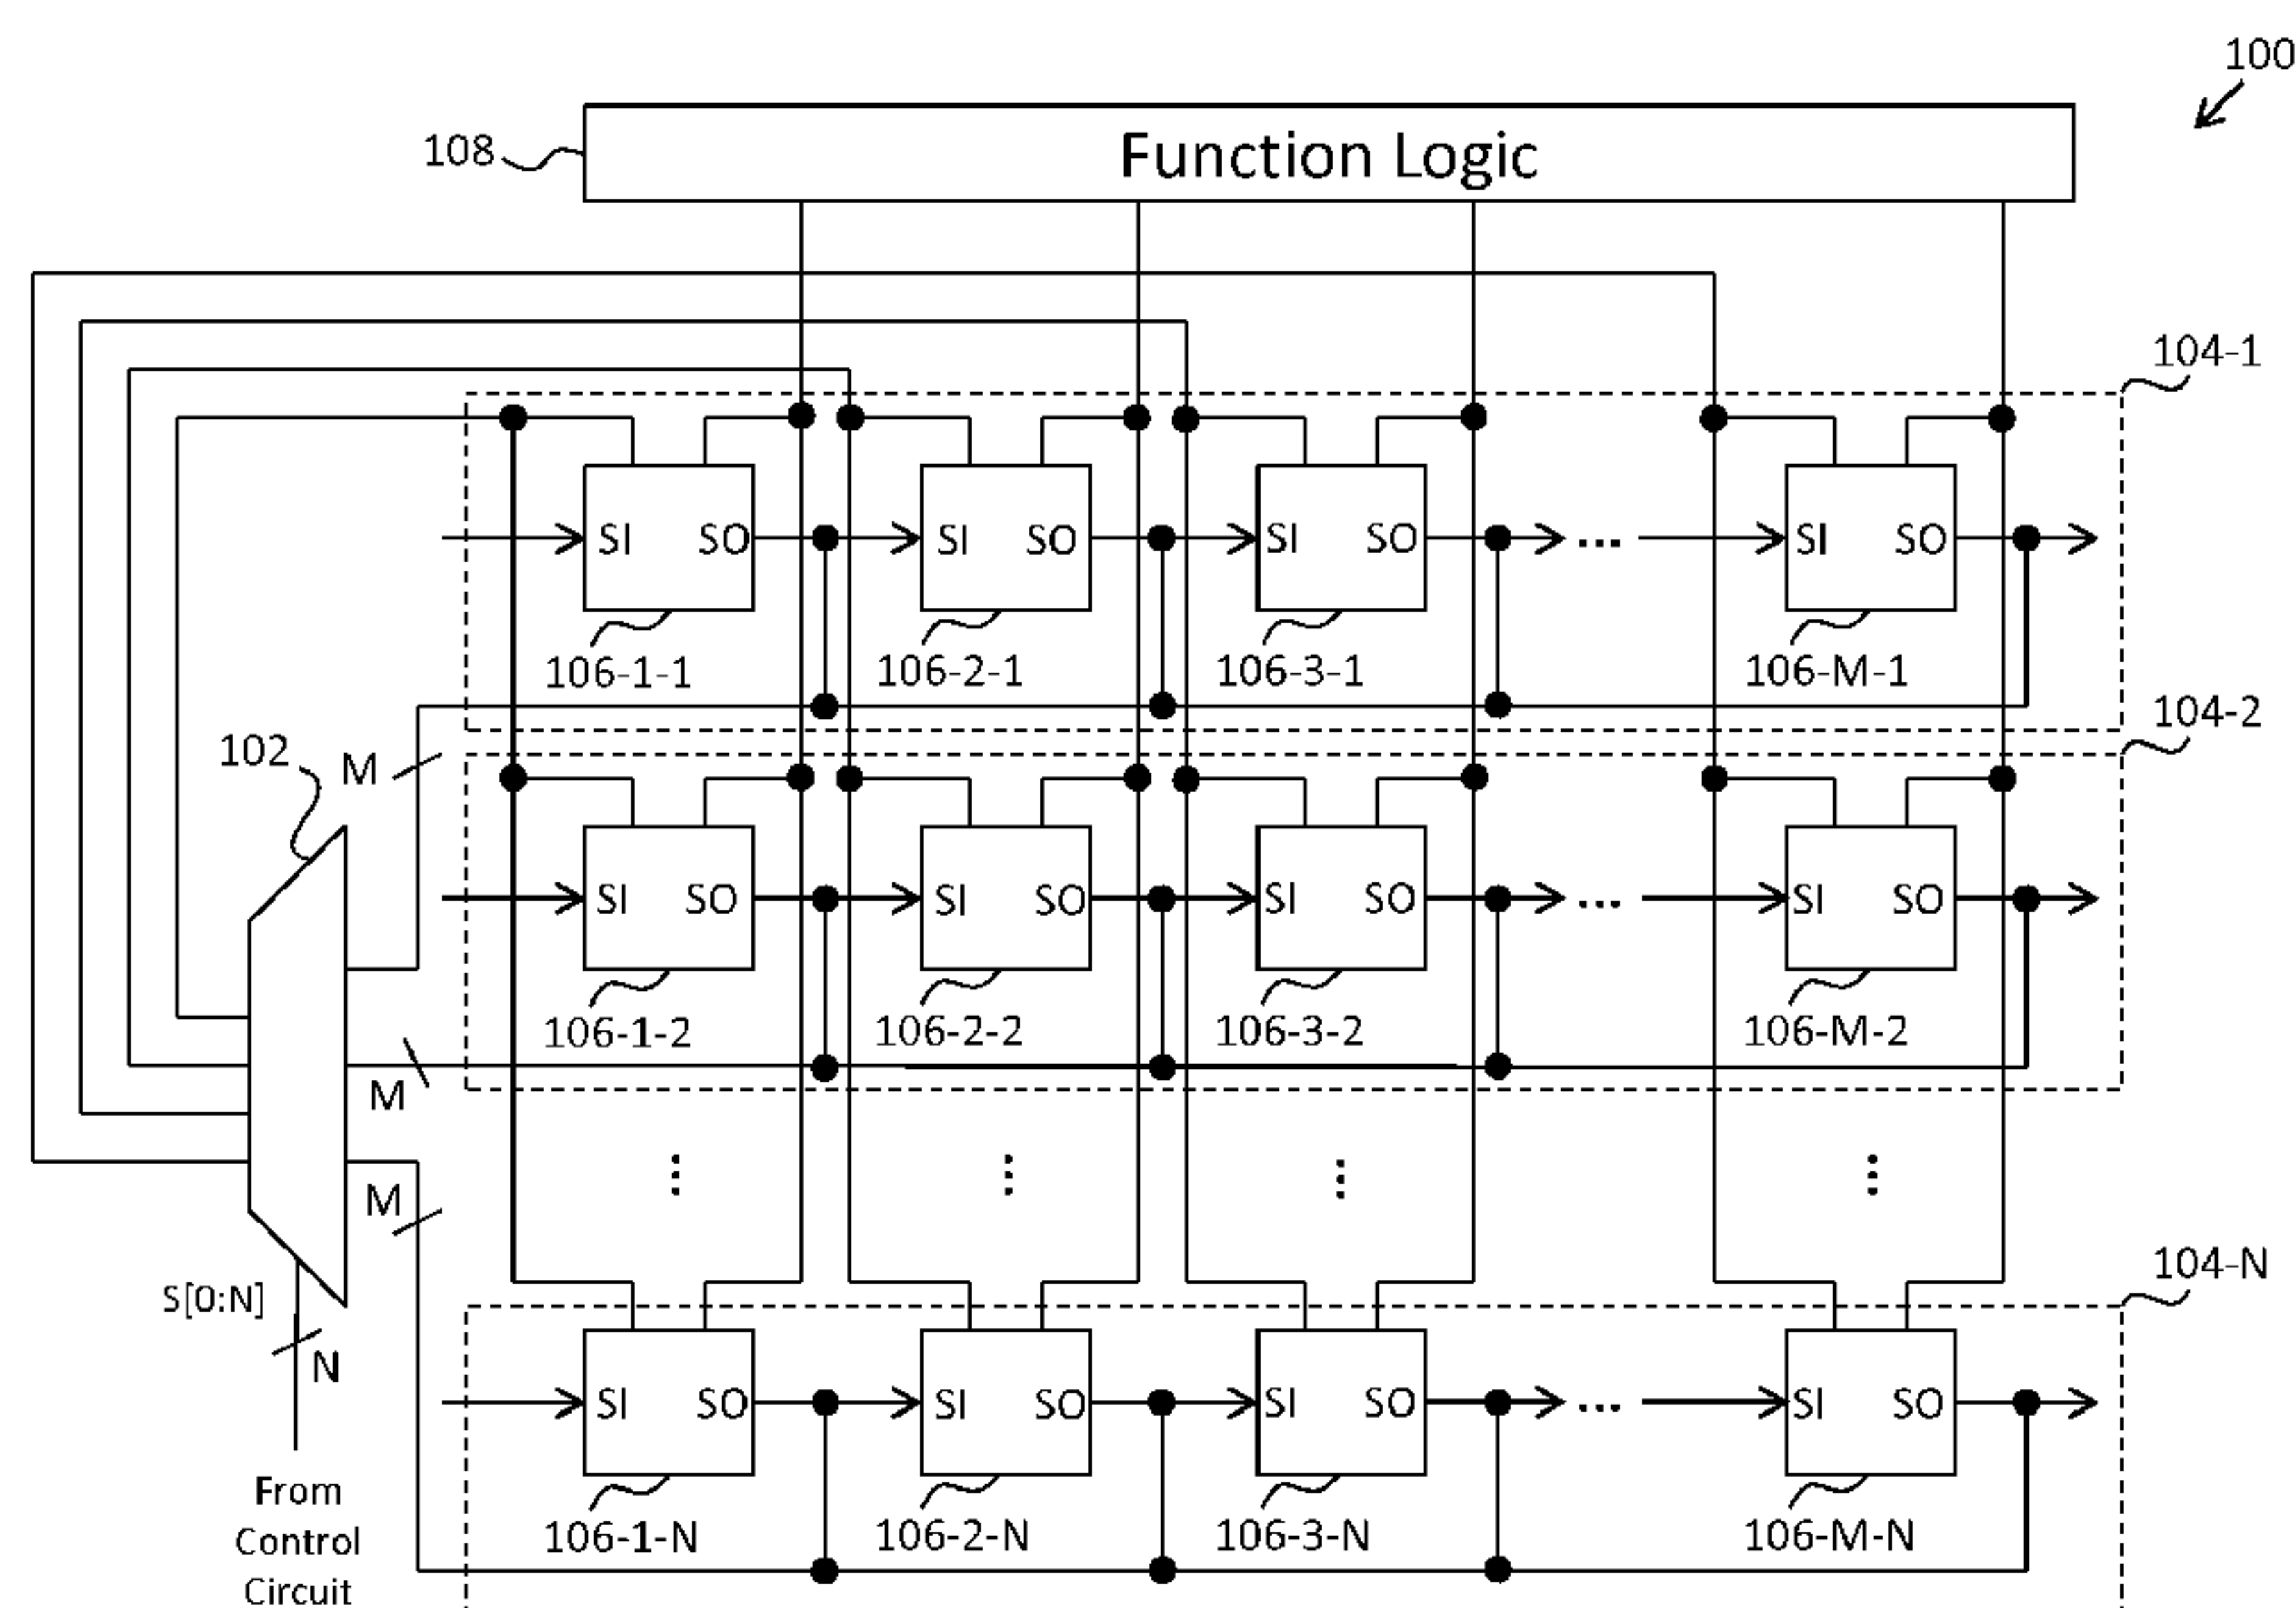 100
108
Function Logic
104-1
SI SO SI SO SI SO ... SI SO
106-1-1 106-2-1 106-3-1 106-M-1
104-2
102
M
SI SO SI SO SI SO ... SI SO
106-1-2 106-2-2 106-3-2 106-M-2
M
M
104-N
S[0:N]
N
SI SO SI SO SI SO ... SI SO
106-1-N 106-2-N 106-3-N 106-M-N
From
Control
Circuit